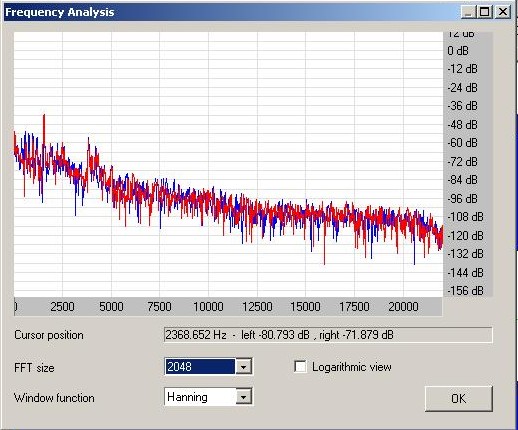 Frequency Analysis
12 dB
0 dB
-12 dB
-24 dB
-36 dB
-48 dB
-60 dB
-72 dB
-84 dB
-96 dB
-108 dB
-120 dB
-132 dB
-144 dB
-156 dB
2500 5000 7500 10000 12500 15000 17500 20000
Cursor position 2368.652 Hz - left -80.793 dB , right -71.879 dB
FFT size 2048 Logarithmic view
Window function Hanning OK